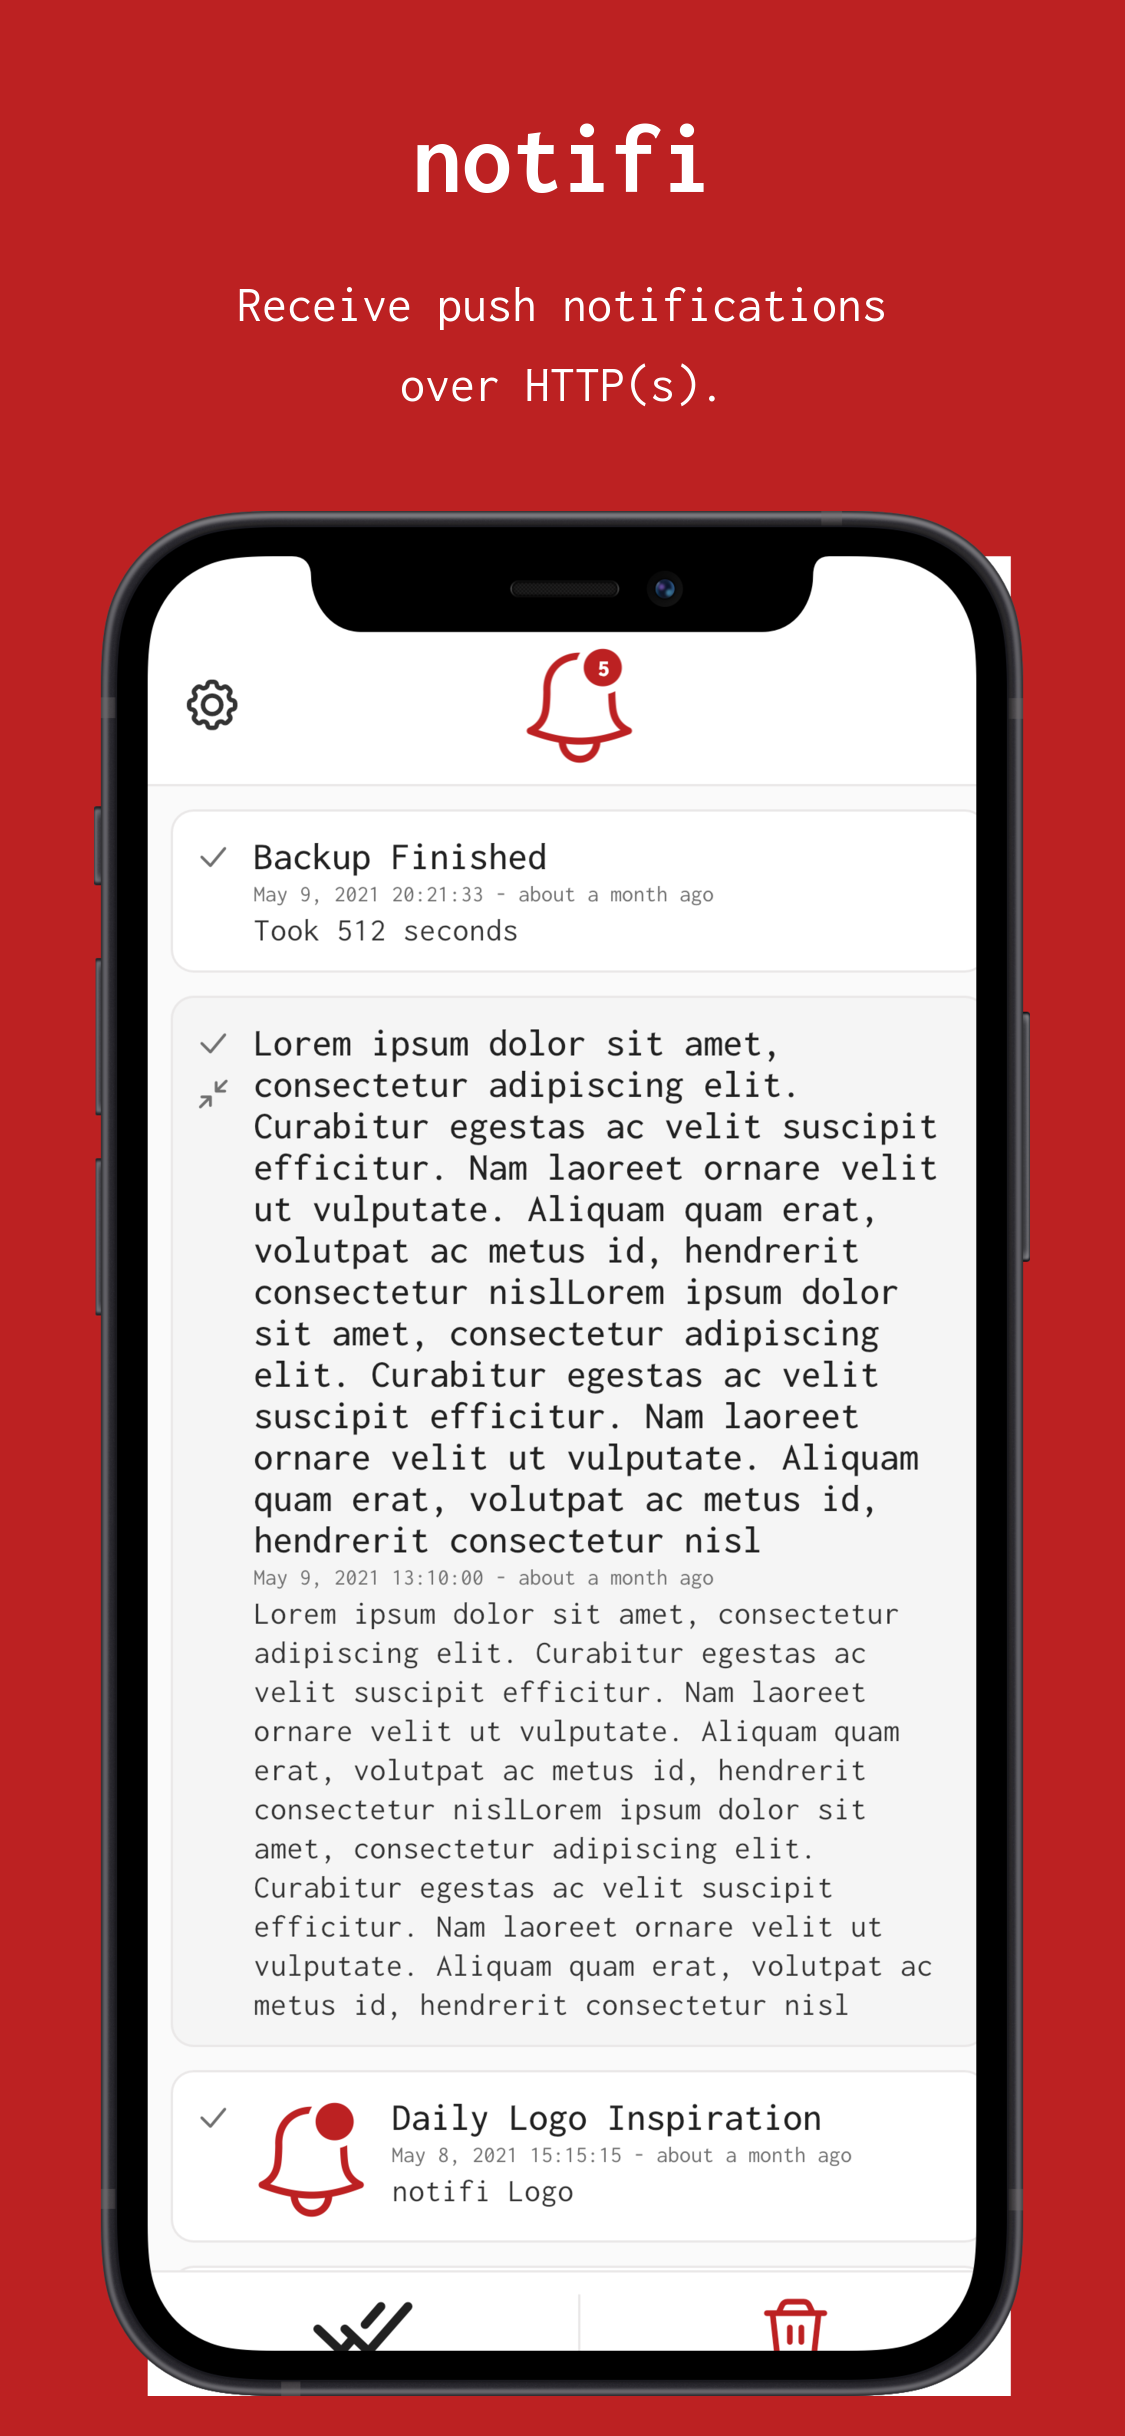 notifi
Receive push notifications
over HTTP(s).
5
Backup Finished
May 9, 2021 20:21:33 - about a month ago
Took 512 seconds
Lorem ipsum dolor sit amet,
consectetur adipiscing elit.
Curabitur egestas ac velit suscipit
efficitur. Nam laoreet ornare velit
ut vulputate. Aliquam quam erat,
volutpat ac metus id, hendrerit
consectetur nislLorem ipsum dolor
sit amet, consectetur adipiscing
elit. Curabitur egestas ac velit
suscipit efficitur. Nam laoreet
ornare velit ut vulputate. Aliquam
quam erat, volutpat ac metus id,
hendrerit consectetur nisl
May 9, 2021 13:10:00 - about a month ago
Lorem ipsum dolor sit amet, consectetur
adipiscing elit. Curabitur egestas ac
velit suscipit efficitur. Nam laoreet
ornare velit ut vulputate. Aliquam quam
erat, volutpat ac metus id, hendrerit
consectetur nislLorem ipsum dolor sit
amet, consectetur adipiscing elit.
Curabitur egestas ac velit suscipit
efficitur. Nam laoreet ornare velit ut
vulputate. Aliquam quam erat, volutpat ac
metus id, hendrerit consectetur nisl
Daily Logo Inspiration
May 8, 2021 15:15:15 - about a month ago
notifi Logo